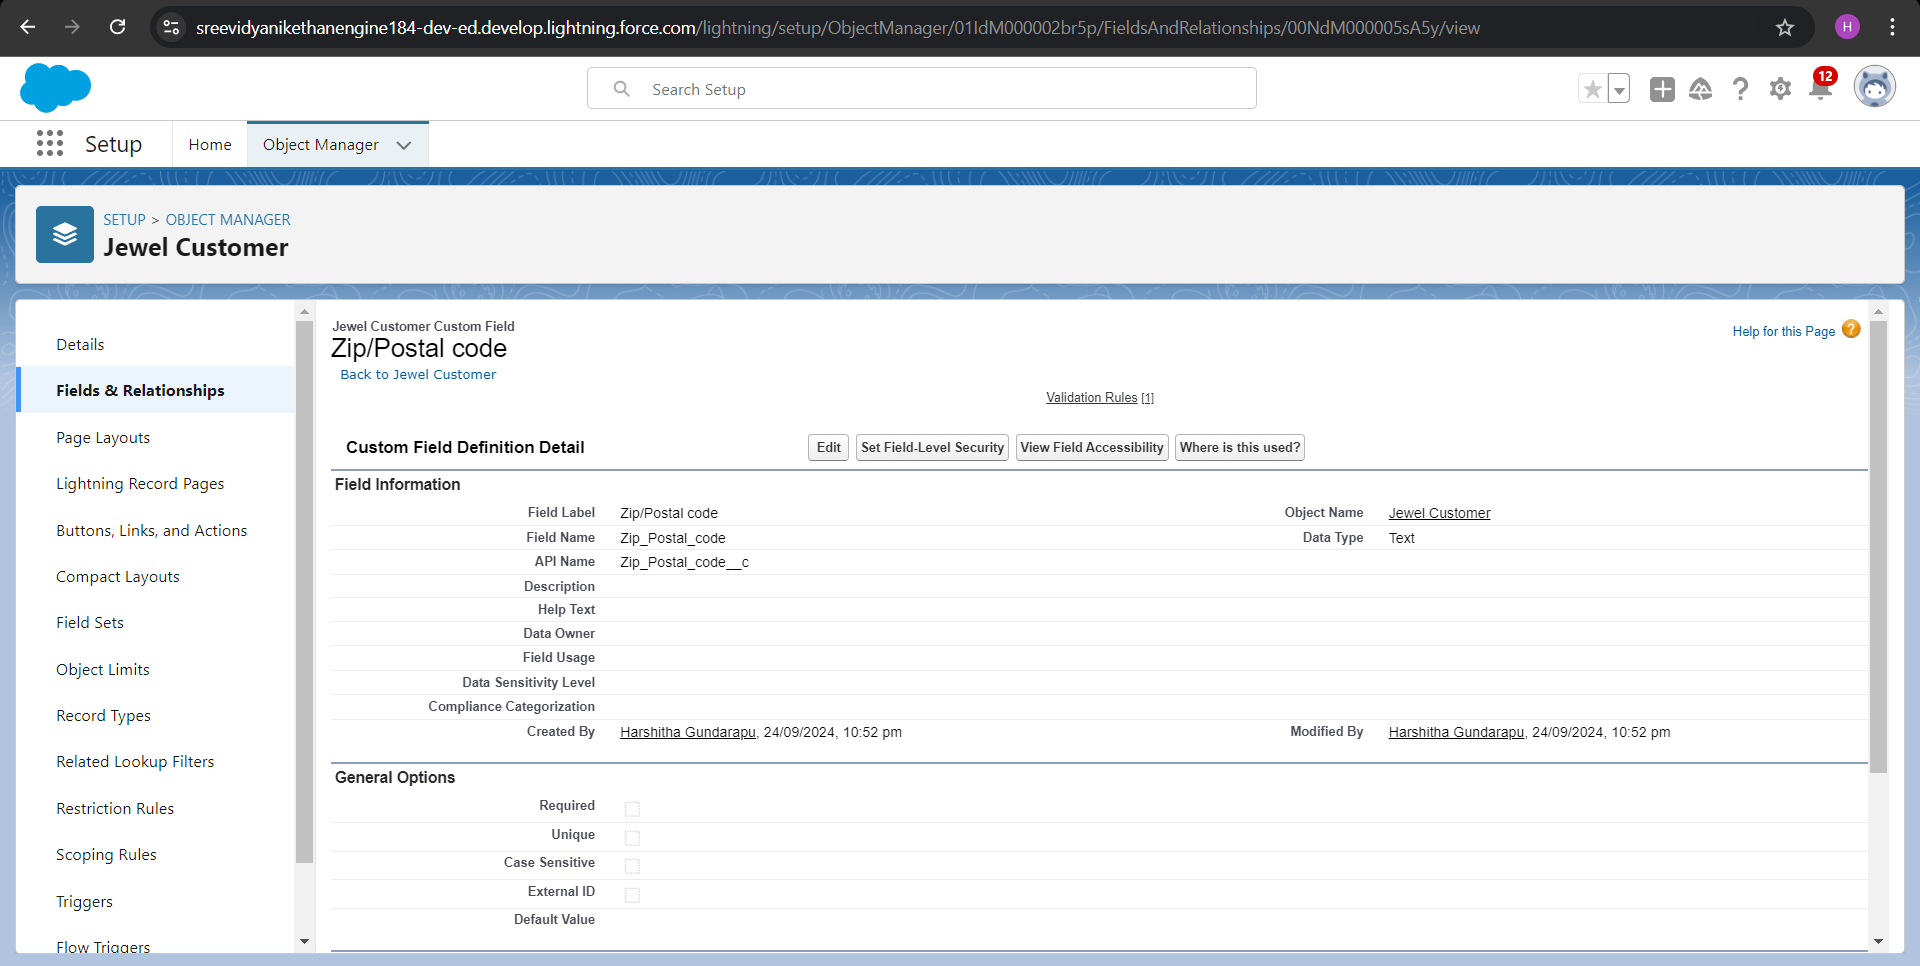 sreevidyanikethanengine184-dev-ed.develop.lightning.force.com/lightning/setup/ObjectManager/01IdM000002br5p/FieldsAndRelationships/00NdM000005sA5y/view
H
Search Setup
12
Setup
Home
Object Manager
SETUP > OBJECT MANAGER
Jewel Customer
Details
Fields & Relationships
Page Layouts
Lightning Record Pages
Buttons, Links, and Actions
Compact Layouts
Field Sets
Object Limits
Record Types
Related Lookup Filters
Restriction Rules
Scoping Rules
Triggers
Flow Triggers
Jewel Customer Custom Field
Zip/Postal code
Back to Jewel Customer
Help for this Page ?
Validation Rules [1]
Custom Field Definition Detail
Edit
Set Field-Level Security
View Field Accessibility
Where is this used?
Field Information
Field Label Zip/Postal code Object Name Jewel Customer
Field Name Zip_Postal_code Data Type Text
API Name Zip_Postal_code__c
Description
Help Text
Data Owner
Field Usage
Data Sensitivity Level
Compliance Categorization
Created By Harshitha Gundarapu, 24/09/2024, 10:52 pm Modified By Harshitha Gundarapu, 24/09/2024, 10:52 pm
General Options
Required
Unique
Case Sensitive
External ID
Default Value